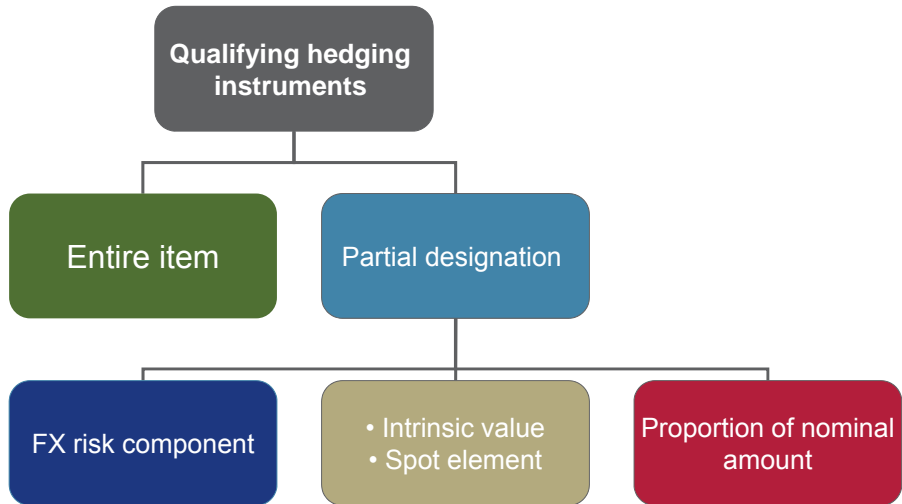 Qualifying hedging
instruments
Entire item
Partial designation
FX risk component
• Intrinsic value
• Spot element
Proportion of nominal
amount